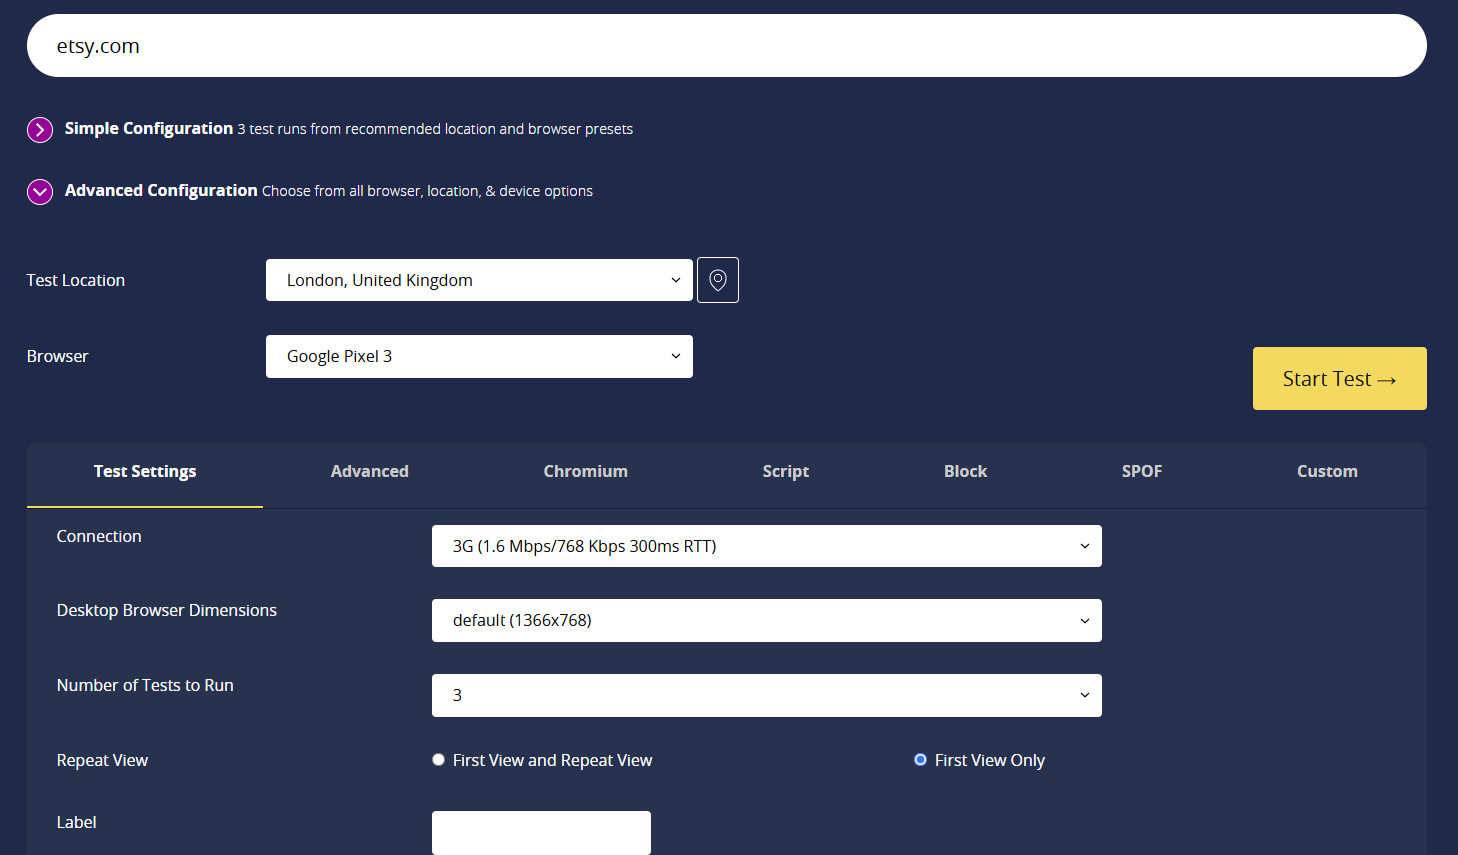 etsy.com
Simple Configuration 3 test runs from recommended location and browser presets
Advanced Configuration Choose from all browser, location, & device options
Test Location
London, United Kingdom
Browser
Google Pixel 3
Start Test →
Test Settings Advanced Chromium Script Block SPOF Custom
Connection
3G (1.6 Mbps/768 Kbps 300ms RTT)
Desktop Browser Dimensions
default (1366x768)
Number of Tests to Run
3
Repeat View
First View and Repeat View First View Only
Label